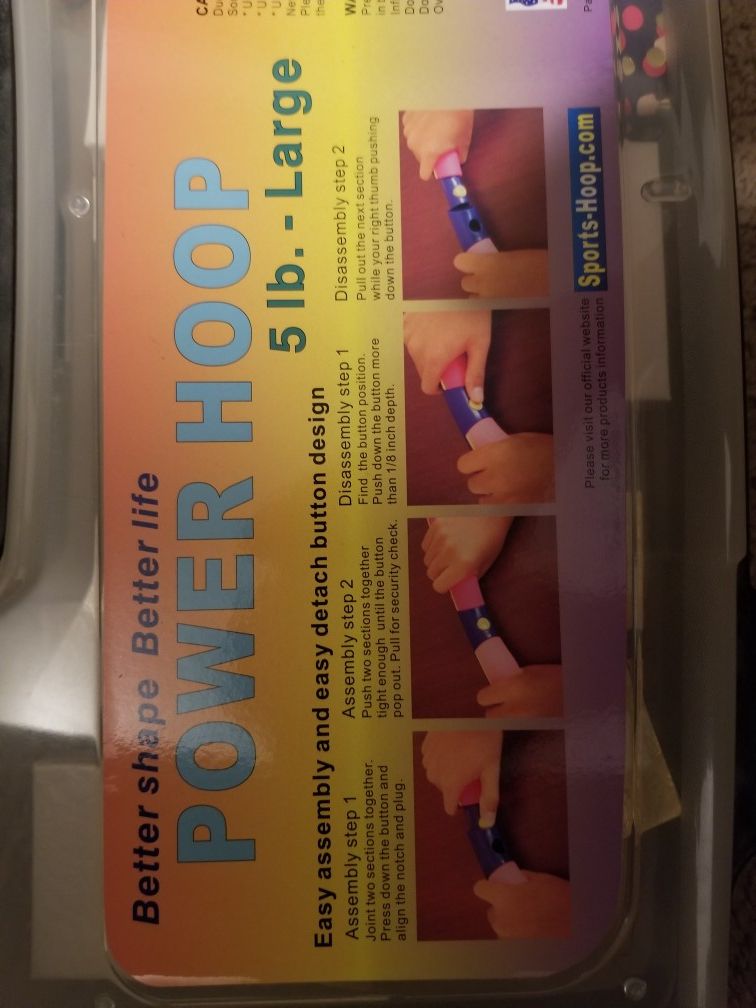 Better shape Better life
POWER HOOP
5 lb. - Large
Easy assembly and easy detach button design
Assembly step 1
Joint two sections together.
Press down the button and
align the notch and plug.
Assembly step 2
Push two sections together
tight enough until the button
pop out. Pull for security check.
Disassembly step 1
Find the button position.
Push down the button more
than 1/8 inch depth.
Disassembly step 2
Pull out the next section
while your right thumb pushing
down the button.
Please visit our official website
for more products information
Sports-Hoop.com